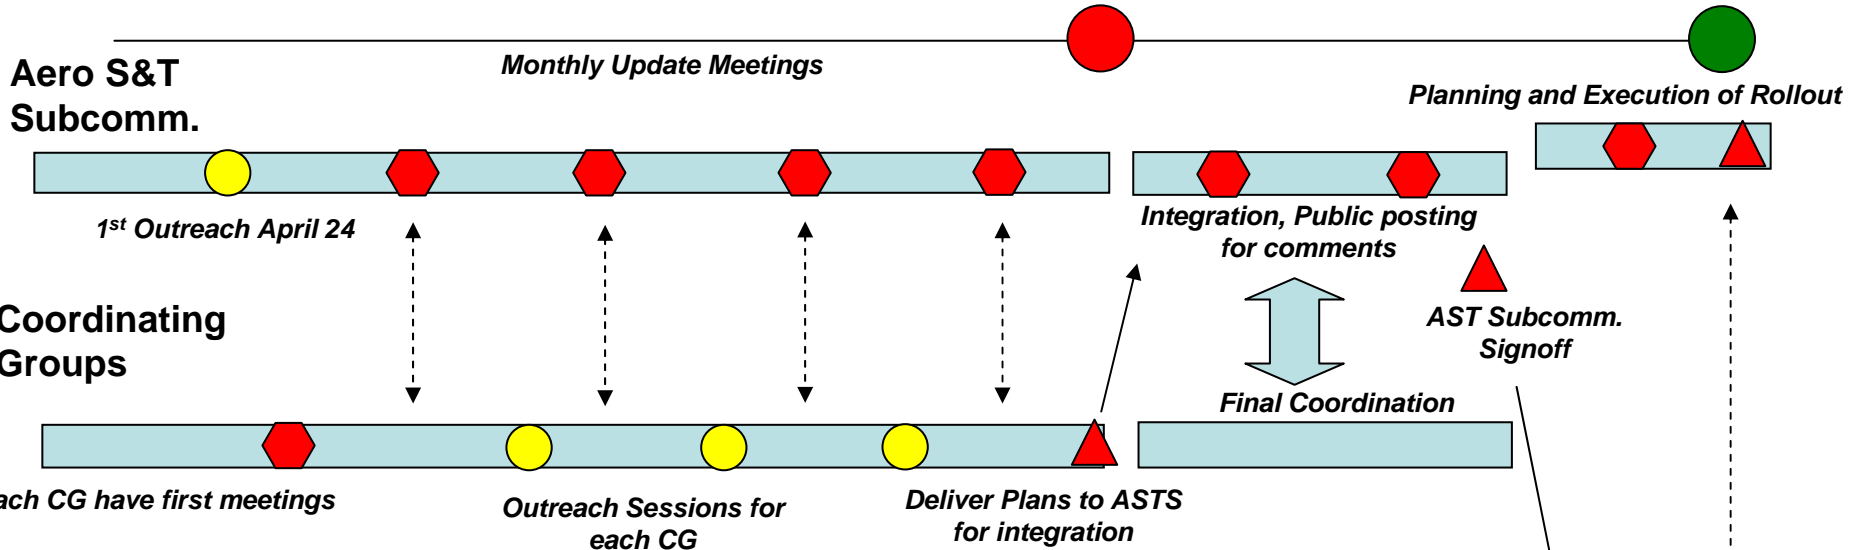 Monthly Update Meetings
Aero S&T
Subcomm.
Planning and Execution of Rollout
1st Outreach April 24
Integration, Public posting
for comments
Coordinating
Groups
AST Subcomm.
Signoff
Final Coordination
ach CG have first meetings
Outreach Sessions for
each CG
Deliver Plans to ASTS
for integration